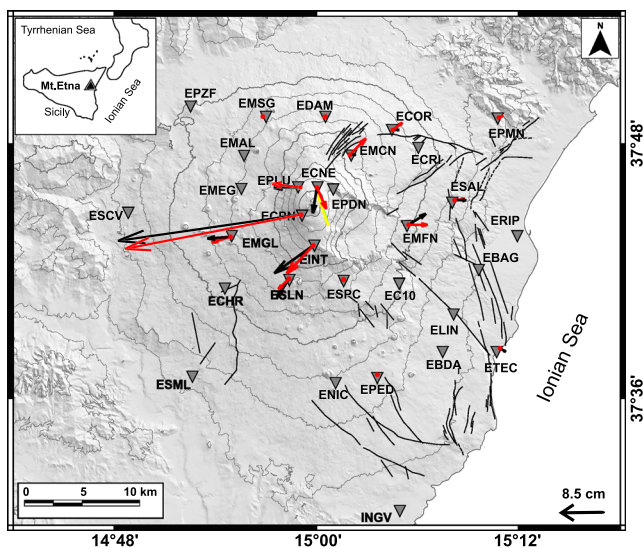 Tyrrhenian Sea
Mt.Etna
Sicily
Ionian Sea
N
EPZF
EMSG
EDAM
ECOR
EPMN
37°48'
EMAL
EMCN
ECRI
EMEG
EPLU
ECNE
EPDN
ESAL
ESCV
ECPN
ERIP
EMGL
EMFN
EINT
EBAG
ECHR
ESLN
ESPC
EC10
ELIN
EBDA
ETEC
Ionian Sea
ESML
ENIC
EPED
37°36'
0 5 10 km
INGV
8.5 cm
14°48'
15°00'
15°12'